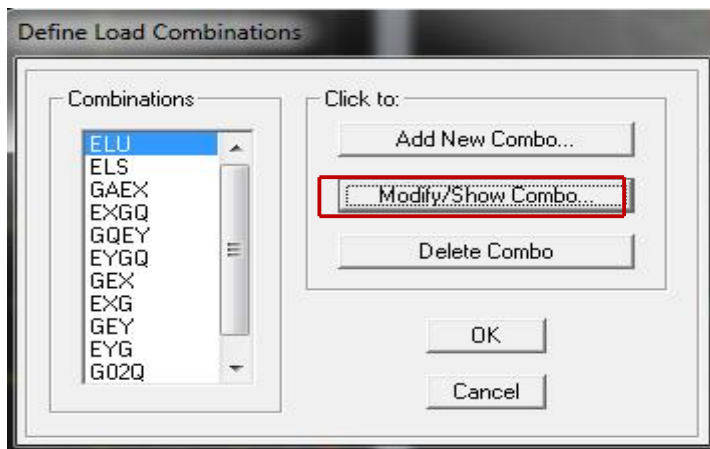 Define Load Combinations
Combinations
ELU
ELS
GAEX
EXGQ
GQEY
EYGQ
GEX
EXG
GEY
EYG
G02Q
Click to:
Add New Combo...
Modify/Show Combo...
Delete Combo
OK
Cancel